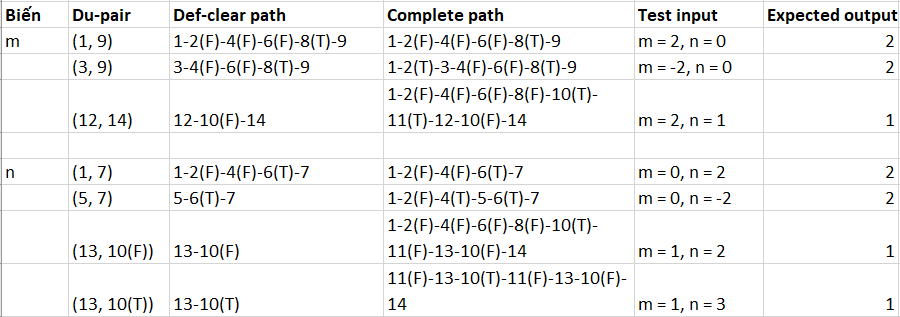 Biến Du-pair Def-clear path Complete path Test input Expected output
m (1, 9) 1-2(F)-4(F)-6(F)-8(T)-9 1-2(F)-4(F)-6(F)-8(T)-9 m = 2, n = 0 2
(3, 9) 3-4(F)-6(F)-8(T)-9 1-2(T)-3-4(F)-6(F)-8(T)-9 m = -2, n = 0 2
1-2(F)-4(F)-6(F)-8(F)-10(T)-
(12, 14) 12-10(F)-14 11(T)-12-10(F)-14 m = 2, n = 1 1
n (1, 7) 1-2(F)-4(F)-6(T)-7 1-2(F)-4(F)-6(T)-7 m = 0, n = 2 2
(5, 7) 5-6(T)-7 1-2(F)-4(T)-5-6(T)-7 m = 0, n = -2 2
1-2(F)-4(F)-6(F)-8(F)-10(T)-
(13, 10(F)) 13-10(F) 11(F)-13-10(F)-14 m = 1, n = 2 1
11(F)-13-10(T)-11(F)-13-10(F)-
(13, 10(T)) 13-10(T) 14 m = 1, n = 3 1